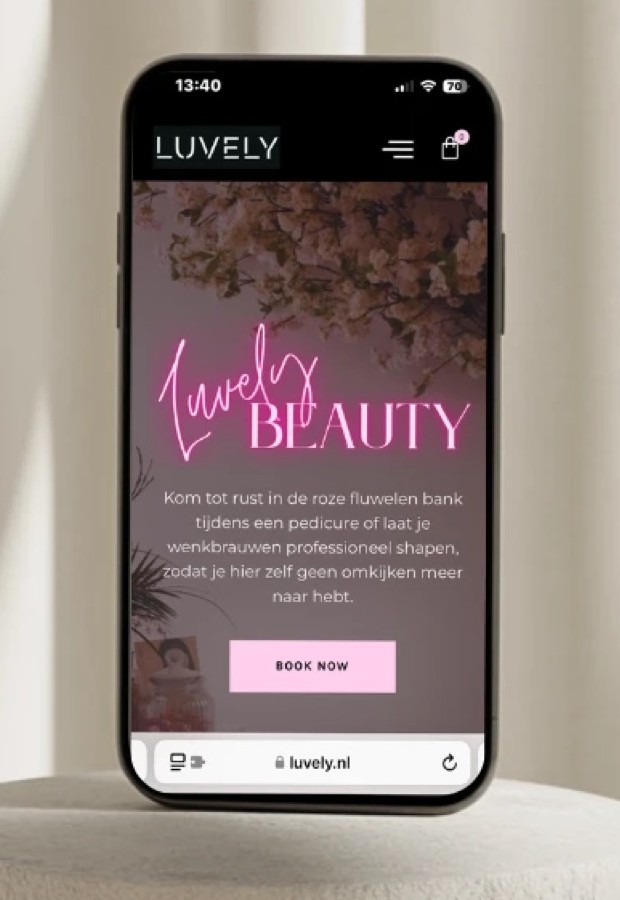 13:40
70
LUVELY
0
Luvely
BEAUTY
Kom tot rust in de roze fluwelen bank
tijdens een pedicure of laat je
wenkbrauwen professioneel shapen,
zodat je hier zelf geen omkijken meer
naar hebt.
BOOK NOW
luvely.nl